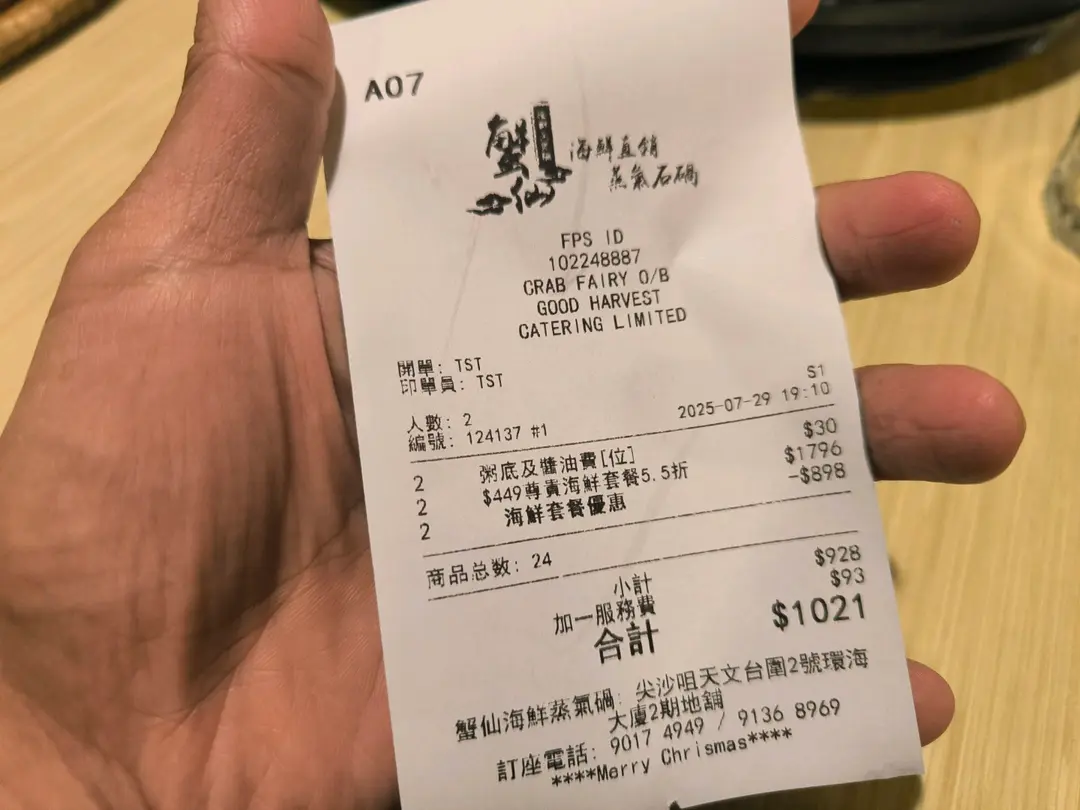 A07
蟹仙
海鮮直銷
蒸氣石鍋
FPS ID
102248887
CRAB FAIRY O/B
GOOD HARVEST
CATERING LIMITED
開單: TST
印單員: TST S1
人數: 2 2025-07-29 19:10
編號: 124137 #1
2 粥底及醬油費[位] $30
2 $449尊貴海鮮套餐5.5折 $1796
2 海鮮套餐優惠 -$898
商品总数: 24
小計 $928
加一服務費 $93
合計 $1021
蟹仙海鮮蒸氣鍋: 尖沙咀天文台圍2號環海
大廈2期地舖
訂座電話: 9017 4949 / 9136 8969
****Merry Chrismas****